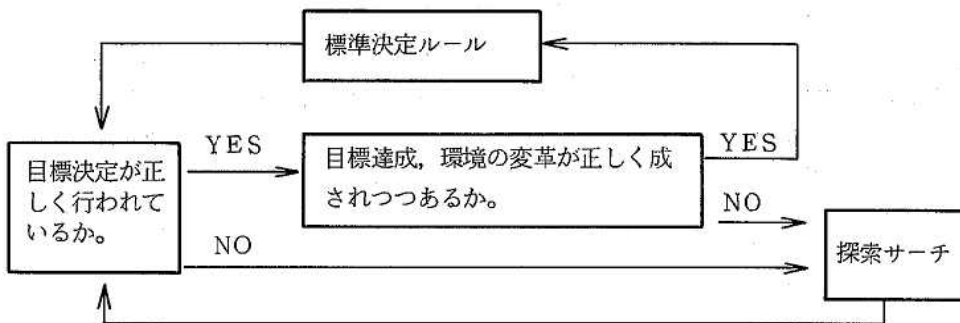 標準決定ルール
YES
YES
目標決定が正
しく行われて
いるか。
目標達成，環境の変革が正しく成
されつつあるか。
NO
NO
探索サーチ